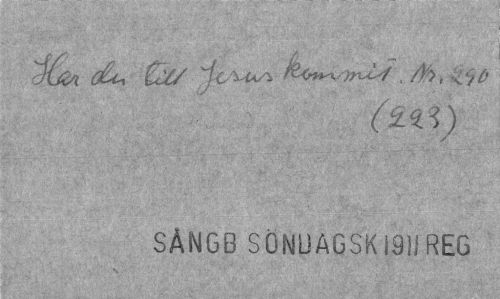 Har du till Jesus kommit. Nr. 290
(223)
SÅNGB SÖNDAGSK 1911 REG